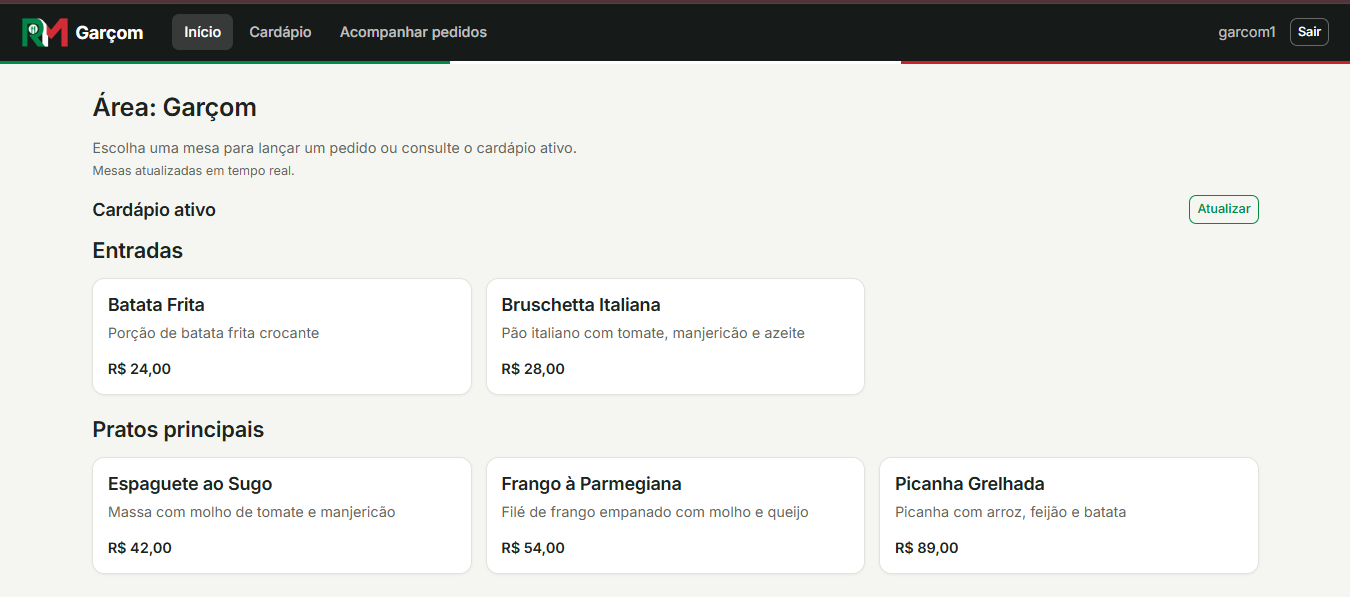 RM Garçom Início Cardápio Acompanhar pedidos garcom1 Sair
Área: Garçom
Escolha uma mesa para lançar um pedido ou consulte o cardápio ativo.
Mesas atualizadas em tempo real.
Cardápio ativo Atualizar
Entradas
Batata Frita
Porção de batata frita crocante
R$ 24,00
Bruschetta Italiana
Pão italiano com tomate, manjericão e azeite
R$ 28,00
Pratos principais
Espaguete ao Sugo
Massa com molho de tomate e manjericão
R$ 42,00
Frango à Parmegiana
Filé de frango empanado com molho e queijo
R$ 54,00
Picanha Grelhada
Picanha com arroz, feijão e batata
R$ 89,00